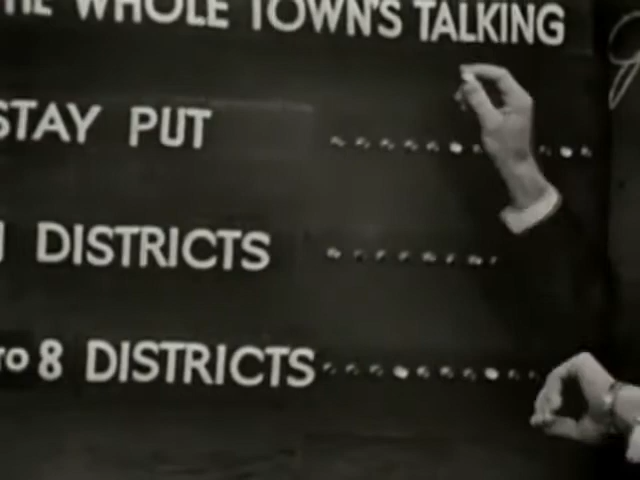 WHOLE TOWN'S TALKING
STAY PUT
DISTRICTS
TO 8 DISTRICTS